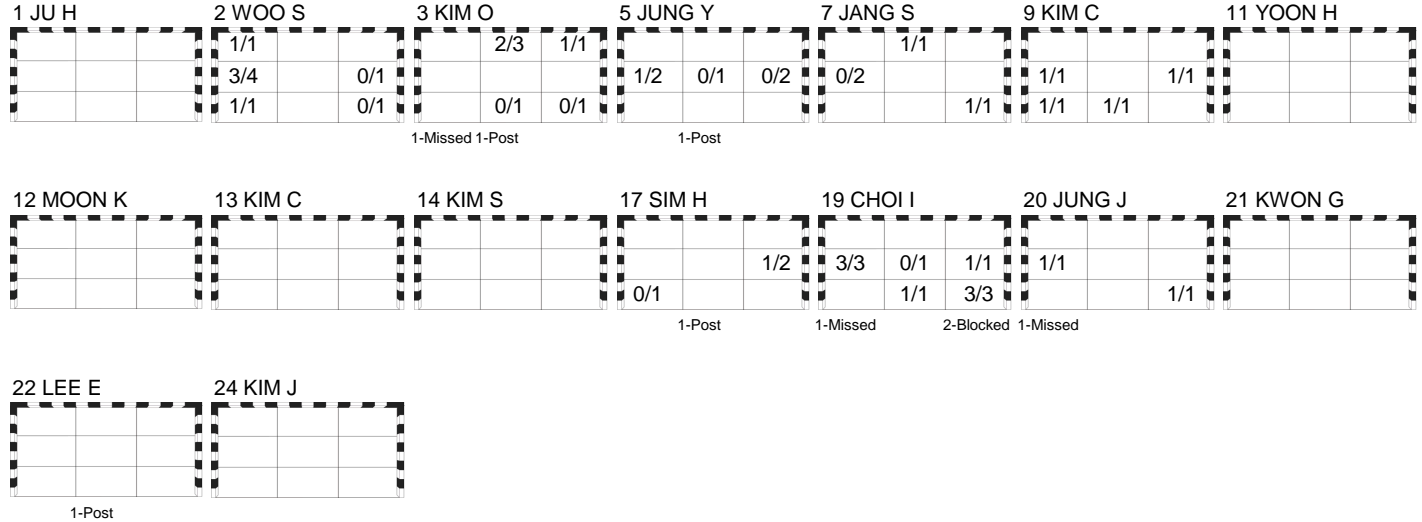 1 JU H 2 WOO S 3 KIM O 5 JUNG Y 7 JANG S 9 KIM C 11 YOON H
1/1 2/3 1/1 1/1
3/4 0/1 1/2 0/1 0/2 0/2 1/1 1/1
1/1 0/1 0/1 0/1 1/1 1/1 1/1
1-Missed 1-Post 1-Post
12 MOON K 13 KIM C 14 KIM S 17 SIM H 19 CHOI I 20 JUNG J 21 KWON G
1/2 3/3 0/1 1/1 1/1
0/1 1/1 3/3 1/1
1-Post 1-Missed 2-Blocked 1-Missed
22 LEE E 24 KIM J
1-Post